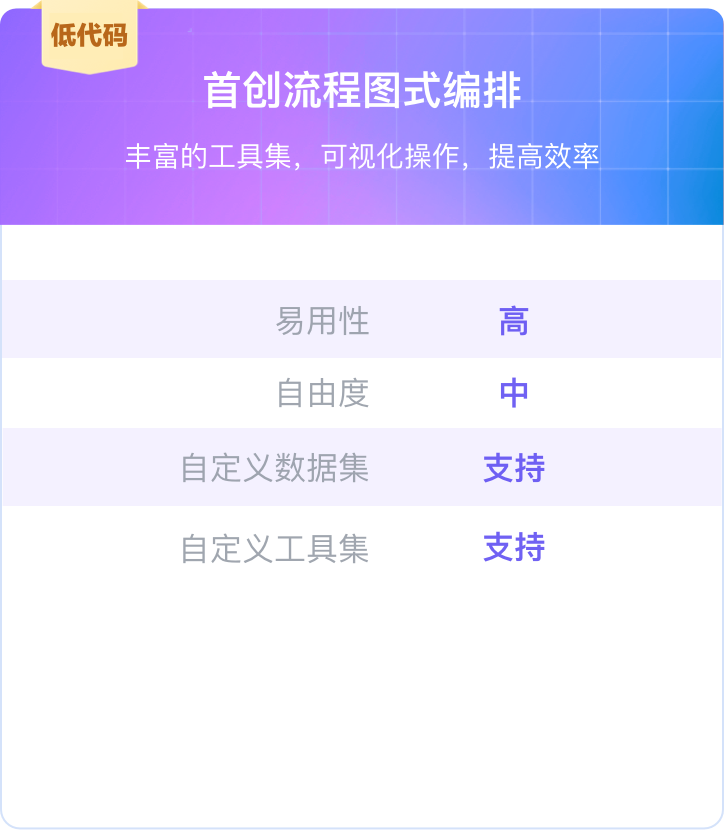 低代码
首创流程图式编排
丰富的工具集，可视化操作，提高效率
易用性 高
自由度 中
自定义数据集 支持
自定义工具集 支持